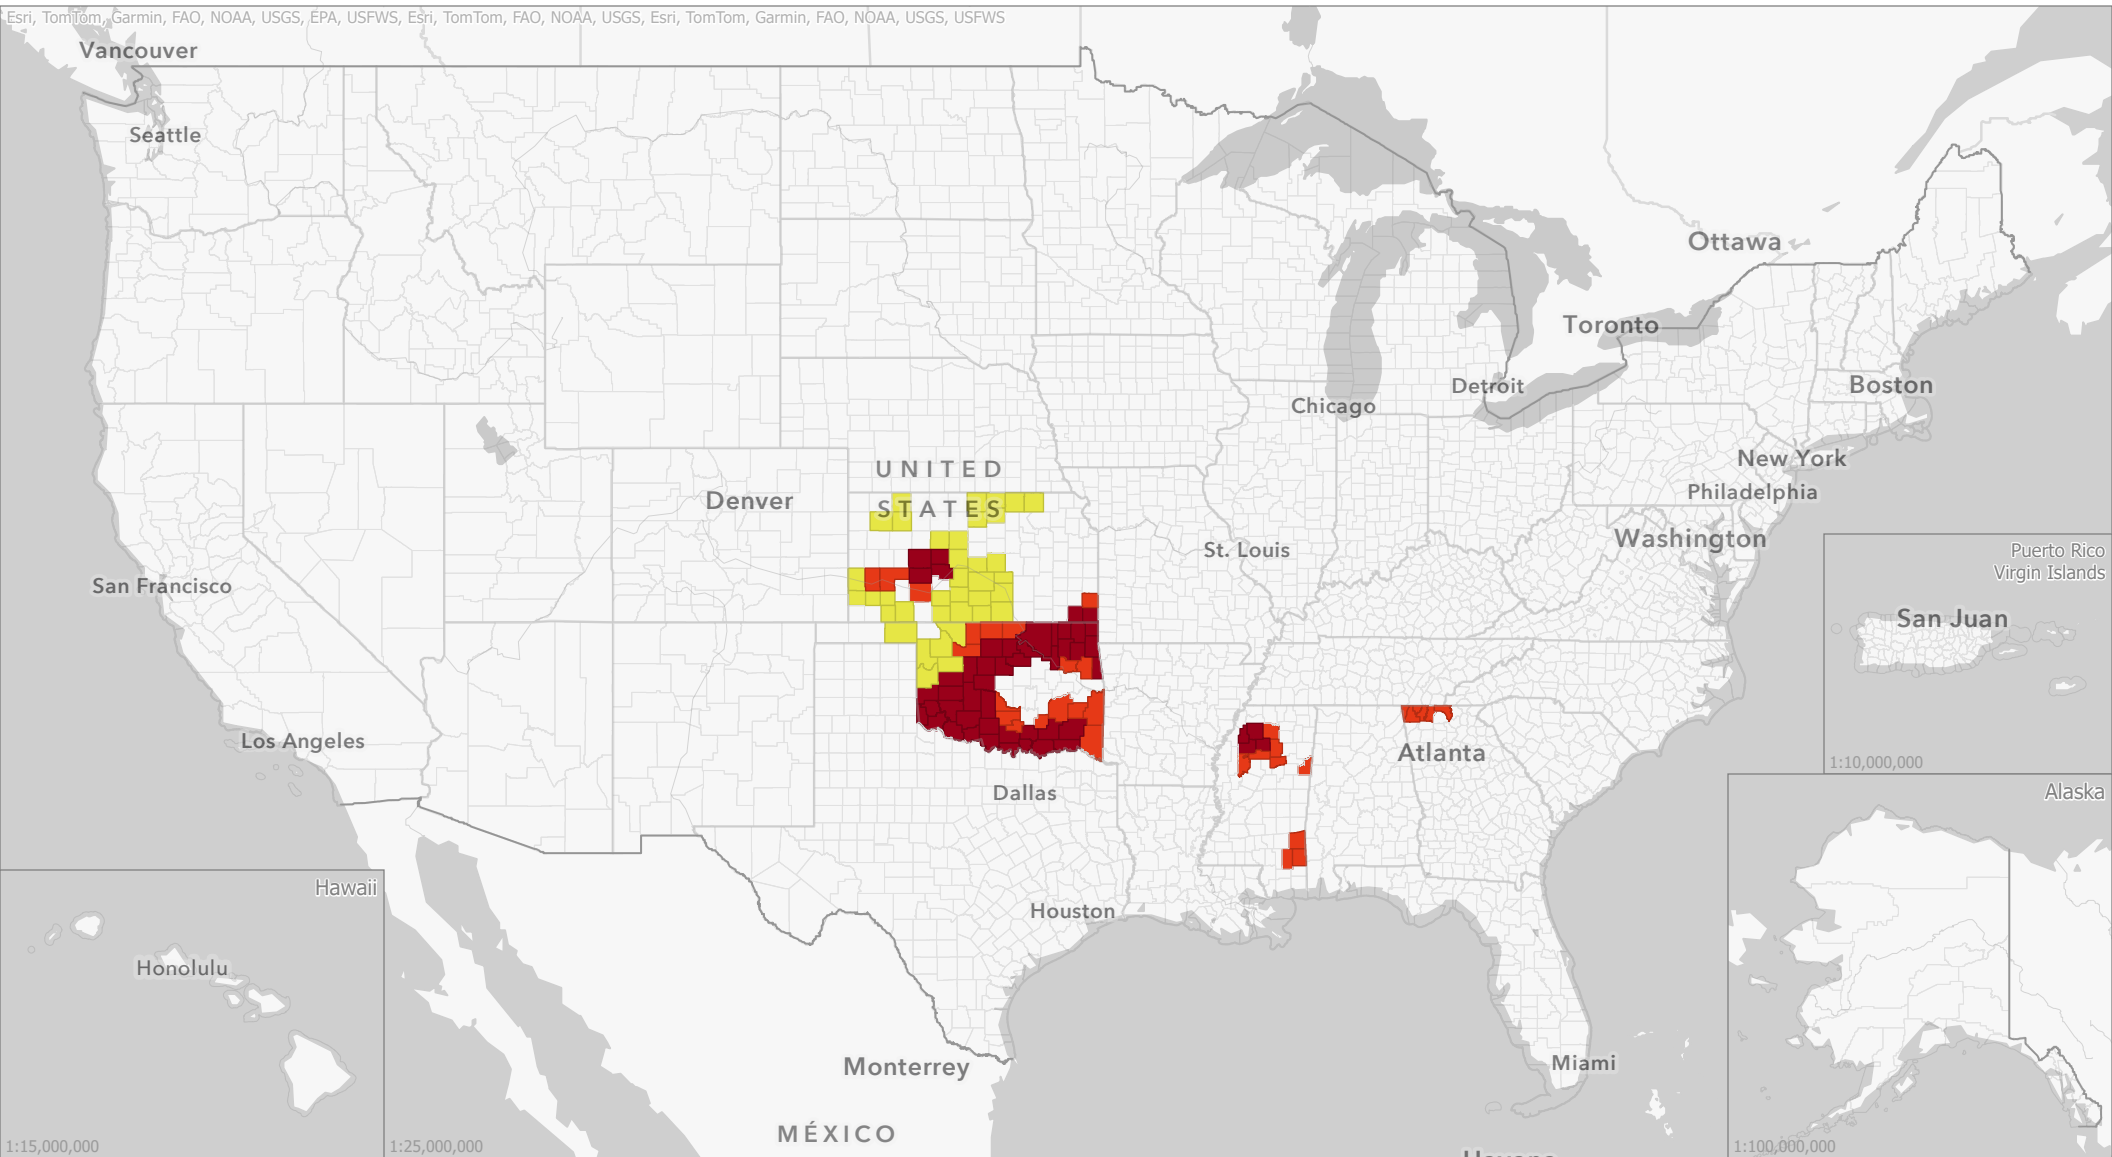 Esri, TomTom, Garmin, FAO, NOAA, USGS, EPA, USFWS, Esri, TomTom, FAO, NOAA, USGS, Esri, TomTom, Garmin, FAO, NOAA, USGS, USFWS
Vancouver
Seattle
Ottawa
Toronto
Detroit
Boston
Chicago
UNITED
STATES
New York
Denver
Philadelphia
Washington
St. Louis
San Francisco
Puerto Rico
Virgin Islands
San Juan
1:10,000,000
Los Angeles
Atlanta
Dallas
Alaska
Hawaii
Houston
Honolulu
Monterrey
Miami
MÉXICO
1:15,000,000
1:25,000,000
1:100,000,000